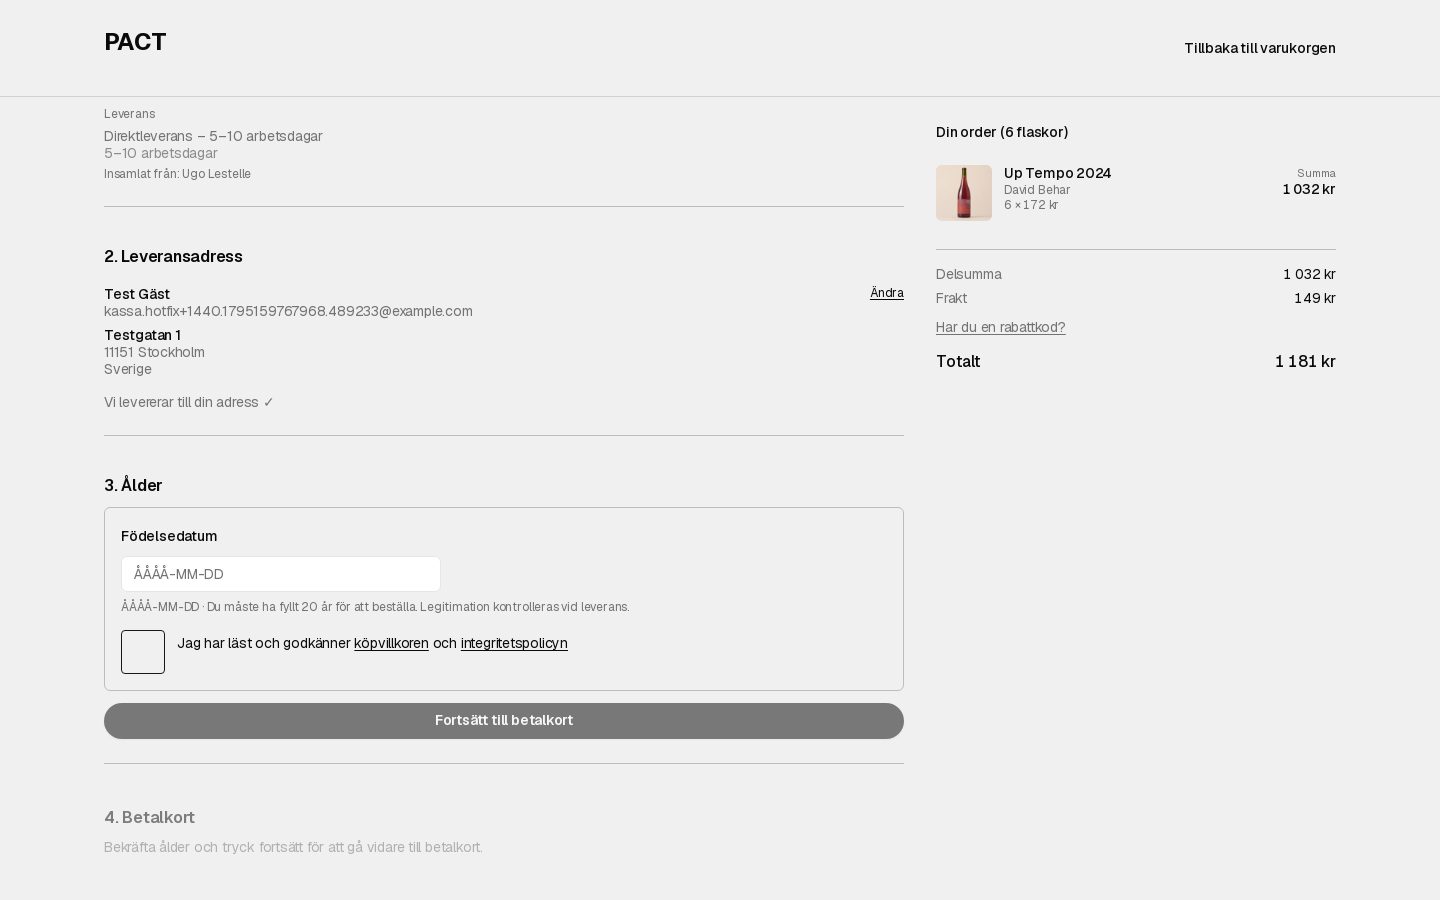 PACT
Tillbaka till varukorgen
Leverans
Direktleverans – 5–10 arbetsdagar
5–10 arbetsdagar
Insamlat från: Ugo Lestelle
2. Leveransadress
Test Gäst
Ändra
kassa.hotfix+1440.1795159767968.489233@example.com
Testgatan 1
11151 Stockholm
Sverige
Vi levererar till din adress ✓
3. Ålder
Födelsedatum
ÅÅÅÅ-MM-DD
ÅÅÅÅ-MM-DD · Du måste ha fyllt 20 år för att beställa. Legitimation kontrolleras vid leverans.
Jag har läst och godkänner köpvillkoren och integritetspolicyn
Fortsätt till betalkort
4. Betalkort
Bekräfta ålder och tryck fortsätt för att gå vidare till betalkort.
Din order (6 flaskor)
Up Tempo 2024
David Behar
6 × 172 kr
Summa
1 032 kr
Delsumma 1 032 kr
Frakt 149 kr
Har du en rabattkod?
Totalt 1 181 kr